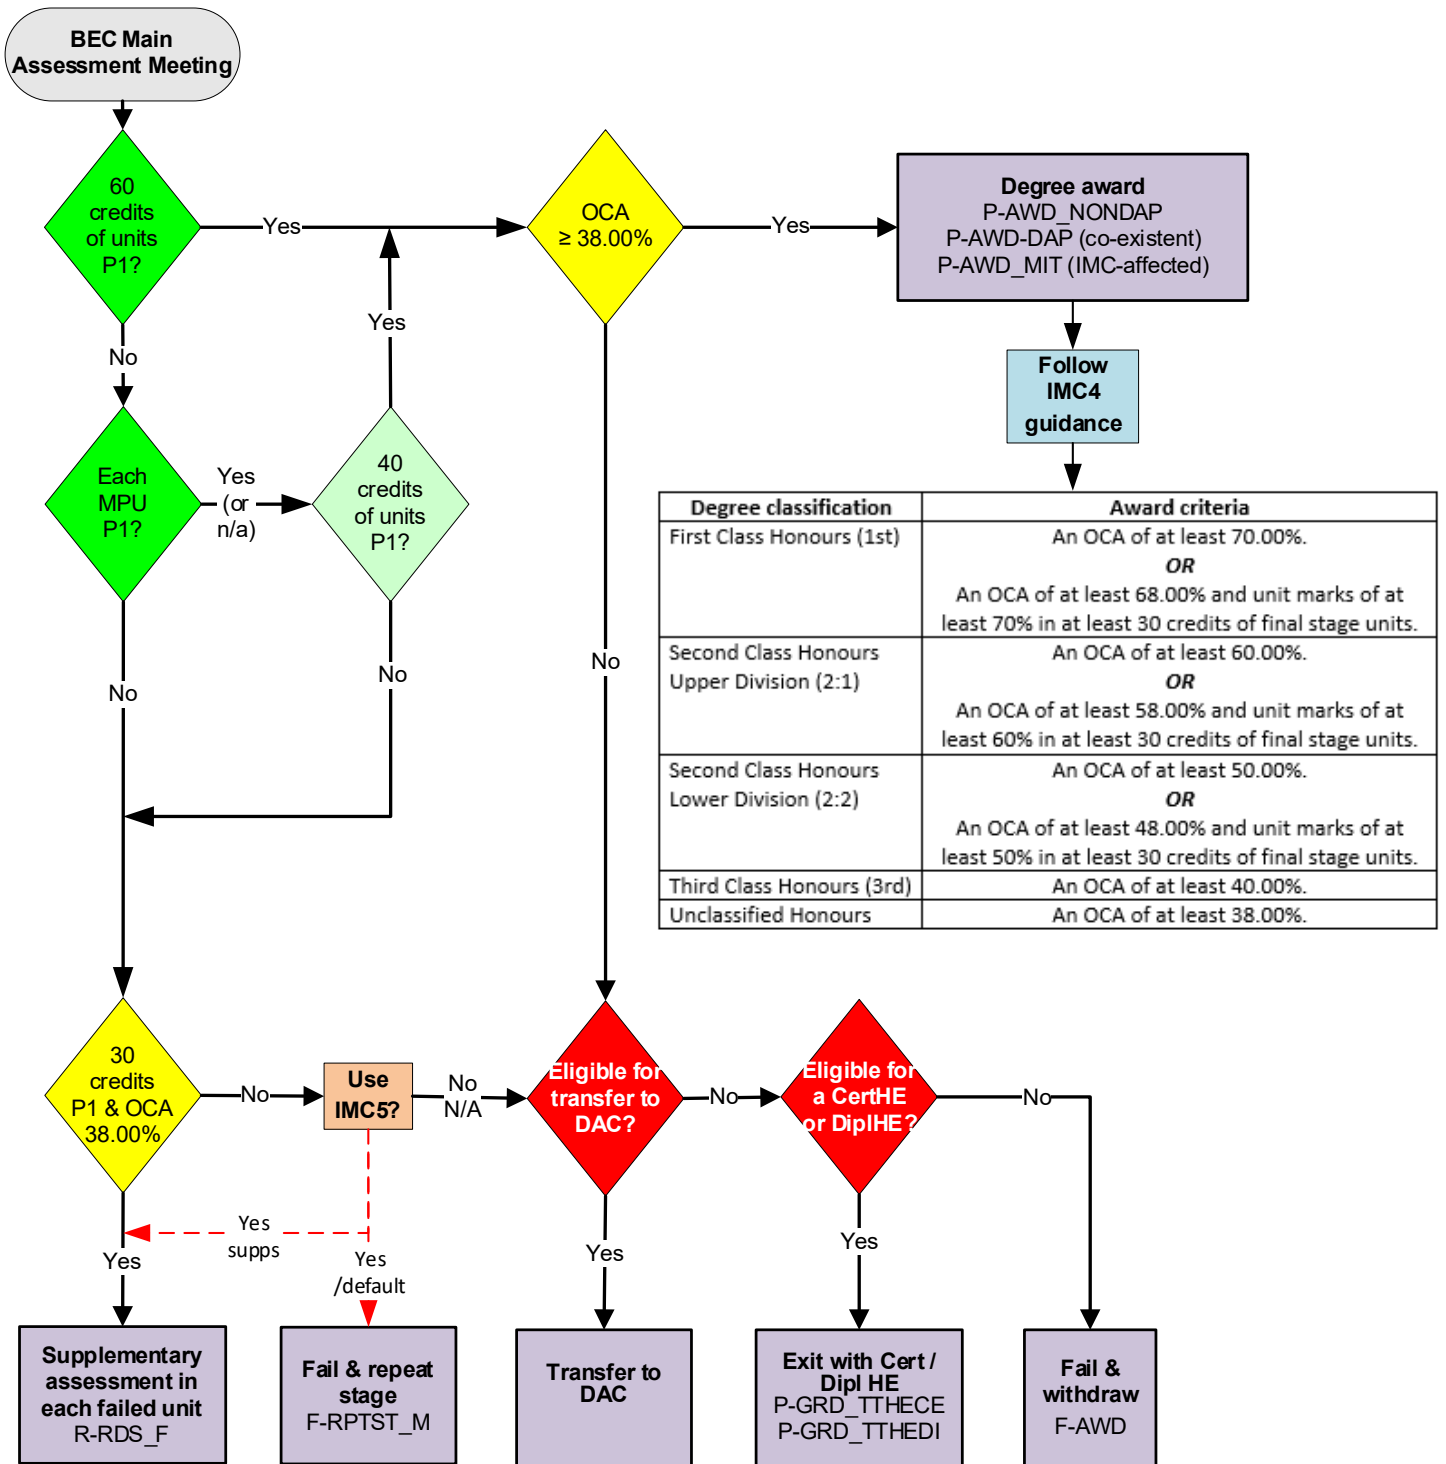 BEC Main
Assessment Meeting
60
credits
of units
P1?
Yes
OCA
≥ 38.00%
Yes
Degree award
P-AWD_NONDAP
P-AWD-DAP (co-existent)
P-AWD_MIT (IMC-affected)
No
Yes
Follow
IMC4
guidance
Each
MPU
P1?
Yes
(or
n/a)
40
credits
of units
P1?
No
No
No
Degree classification Award criteria
First Class Honours (1st) An OCA of at least 70.00%.
OR
An OCA of at least 68.00% and unit marks of at
least 70% in at least 30 credits of final stage units.
Second Class Honours An OCA of at least 60.00%.
Upper Division (2:1) OR
An OCA of at least 58.00% and unit marks of at
least 60% in at least 30 credits of final stage units.
Second Class Honours An OCA of at least 50.00%.
Lower Division (2:2) OR
An OCA of at least 48.00% and unit marks of at
least 50% in at least 30 credits of final stage units.
Third Class Honours (3rd) An OCA of at least 40.00%.
Unclassified Honours An OCA of at least 38.00%.
30
credits
P1 & OCA
38.00%
No
Use
IMC5?
No
N/A
Eligible for
transfer to
DAC?
No
Eligible for
a CertHE
or DiplHE?
No
Yes
Yes
supps
Yes
/default
Yes
Yes
Supplementary
assessment in
each failed unit
R-RDS_F
Fail & repeat
stage
F-RPTST_M
Transfer to
DAC
Exit with Cert /
Dipl HE
P-GRD_TTHECE
P-GRD_TTHEDI
Fail &
withdraw
F-AWD